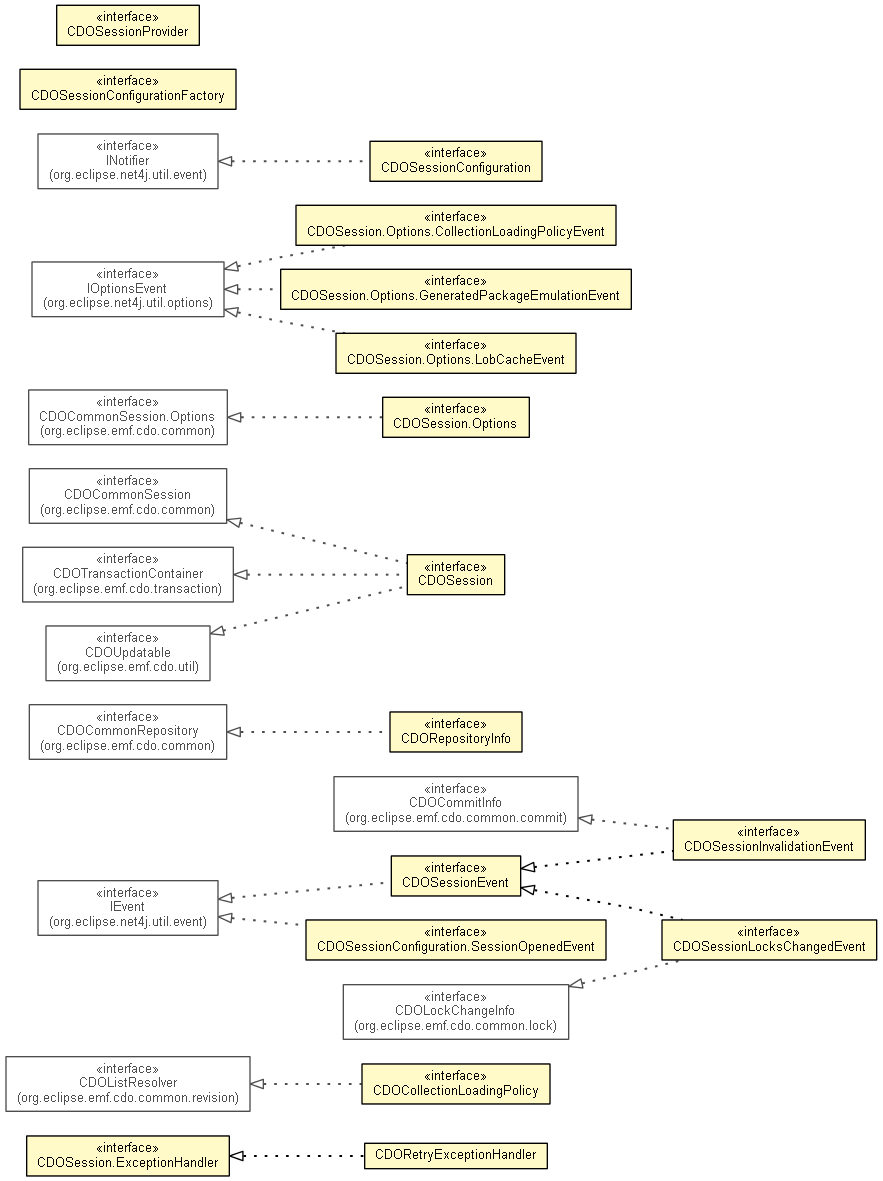 «interface»
CDOSessionProvider
«interface»
CDOSessionConfigurationFactory
«interface»
INotifier
(org.eclipse.net4j.util.event)
«interface»
CDOSessionConfiguration
«interface»
CDOSession.Options.CollectionLoadingPolicyEvent
«interface»
IOptionsEvent
(org.eclipse.net4j.util.options)
«interface»
CDOSession.Options.GeneratedPackageEmulationEvent
«interface»
CDOSession.Options.LobCacheEvent
«interface»
CDOCommonSession.Options
(org.eclipse.emf.cdo.common)
«interface»
CDOSession.Options
«interface»
CDOCommonSession
(org.eclipse.emf.cdo.common)
«interface»
CDOTransactionContainer
(org.eclipse.emf.cdo.transaction)
«interface»
CDOSession
«interface»
CDOUpdatable
(org.eclipse.emf.cdo.util)
«interface»
CDOCommonRepository
(org.eclipse.emf.cdo.common)
«interface»
CDORepositoryInfo
«interface»
CDOCommitInfo
(org.eclipse.emf.cdo.common.commit)
«interface»
CDOSessionInvalidationEvent
«interface»
CDOSessionEvent
«interface»
IEvent
(org.eclipse.net4j.util.event)
«interface»
CDOSessionConfiguration.SessionOpenedEvent
«interface»
CDOSessionLocksChangedEvent
«interface»
CDOLockChangeInfo
(org.eclipse.emf.cdo.common.lock)
«interface»
CDOListResolver
(org.eclipse.emf.cdo.common.revision)
«interface»
CDOCollectionLoadingPolicy
«interface»
CDOSession.ExceptionHandler
CDORetryExceptionHandler